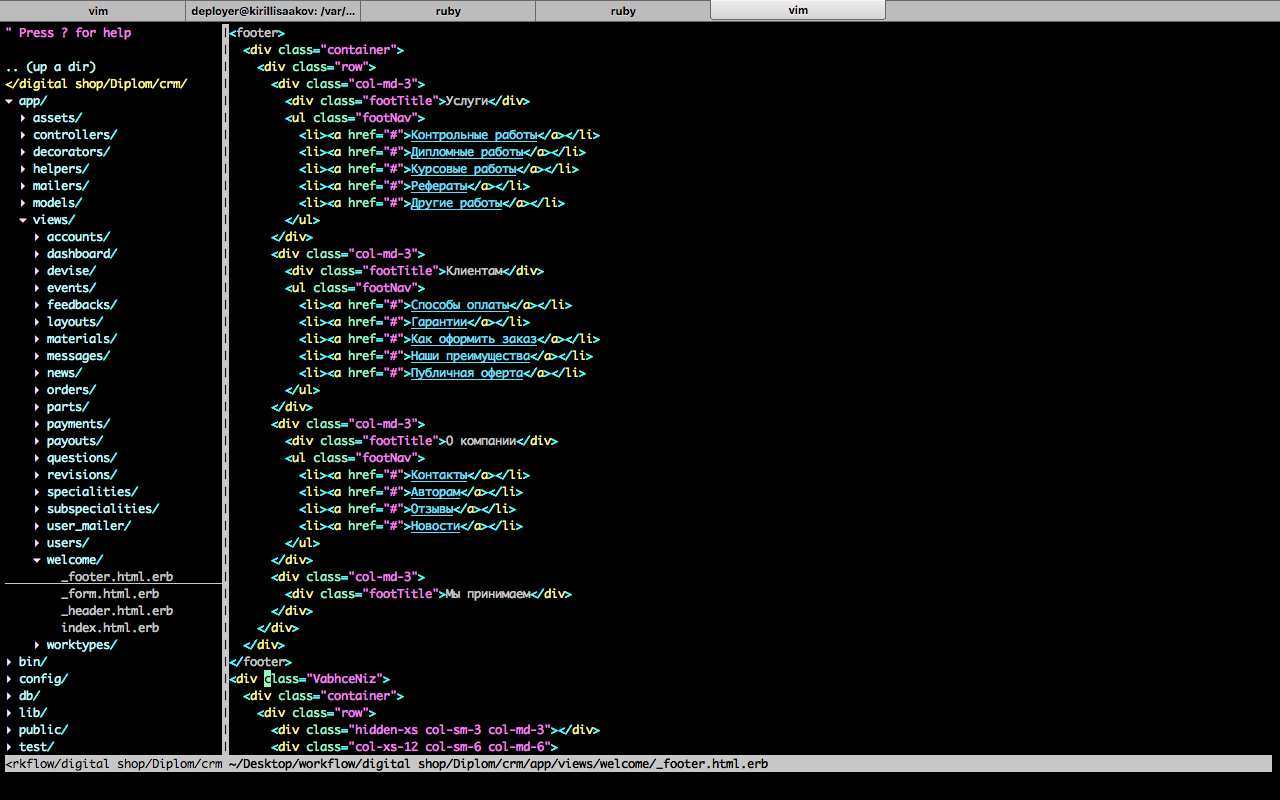 vim
deployer@kirillisaakov: /var/...
ruby
ruby
vim
" Press ? for help
.. (up a dir)
</digital shop/Diplom/crm/
▾ app/
▸ assets/
▸ controllers/
▸ decorators/
▸ helpers/
▸ mailers/
▸ models/
▾ views/
▸ accounts/
▸ dashboard/
▸ devise/
▸ events/
▸ feedbacks/
▸ layouts/
▸ materials/
▸ messages/
▸ news/
▸ orders/
▸ parts/
▸ payments/
▸ payouts/
▸ questions/
▸ revisions/
▸ specialities/
▸ subspecialities/
▸ user_mailer/
▸ users/
▾ welcome/
_footer.html.erb
_form.html.erb
_header.html.erb
index.html.erb
▸ worktypes/
▸ bin/
▸ config/
▸ db/
▸ lib/
▸ public/
▸ test/
<footer>
<div class="container">
<div class="row">
<div class="col-md-3">
<div class="footTitle">Услуги</div>
<ul class="footNav">
<li><a href="#">Контрольные работы</a></li>
<li><a href="#">Дипломные работы</a></li>
<li><a href="#">Курсовые работы</a></li>
<li><a href="#">Рефераты</a></li>
<li><a href="#">Другие работы</a></li>
</ul>
</div>
<div class="col-md-3">
<div class="footTitle">Клиентам</div>
<ul class="footNav">
<li><a href="#">Способы оплаты</a></li>
<li><a href="#">Гарантии</a></li>
<li><a href="#">Как оформить заказ</a></li>
<li><a href="#">Наши преимущества</a></li>
<li><a href="#">Публичная оферта</a></li>
</ul>
</div>
<div class="col-md-3">
<div class="footTitle">О компании</div>
<ul class="footNav">
<li><a href="#">Контакты</a></li>
<li><a href="#">Авторам</a></li>
<li><a href="#">Отзывы</a></li>
<li><a href="#">Новости</a></li>
</ul>
</div>
<div class="col-md-3">
<div class="footTitle">Мы принимаем</div>
</div>
</div>
</div>
</footer>
<div class="VabhceNiz">
<div class="container">
<div class="row">
<div class="hidden-xs col-sm-3 col-md-3"></div>
<div class="col-xs-12 col-sm-6 col-md-6">
<rkflow/digital shop/Diplom/crm ~/Desktop/workflow/digital shop/Diplom/crm/app/views/welcome/_footer.html.erb